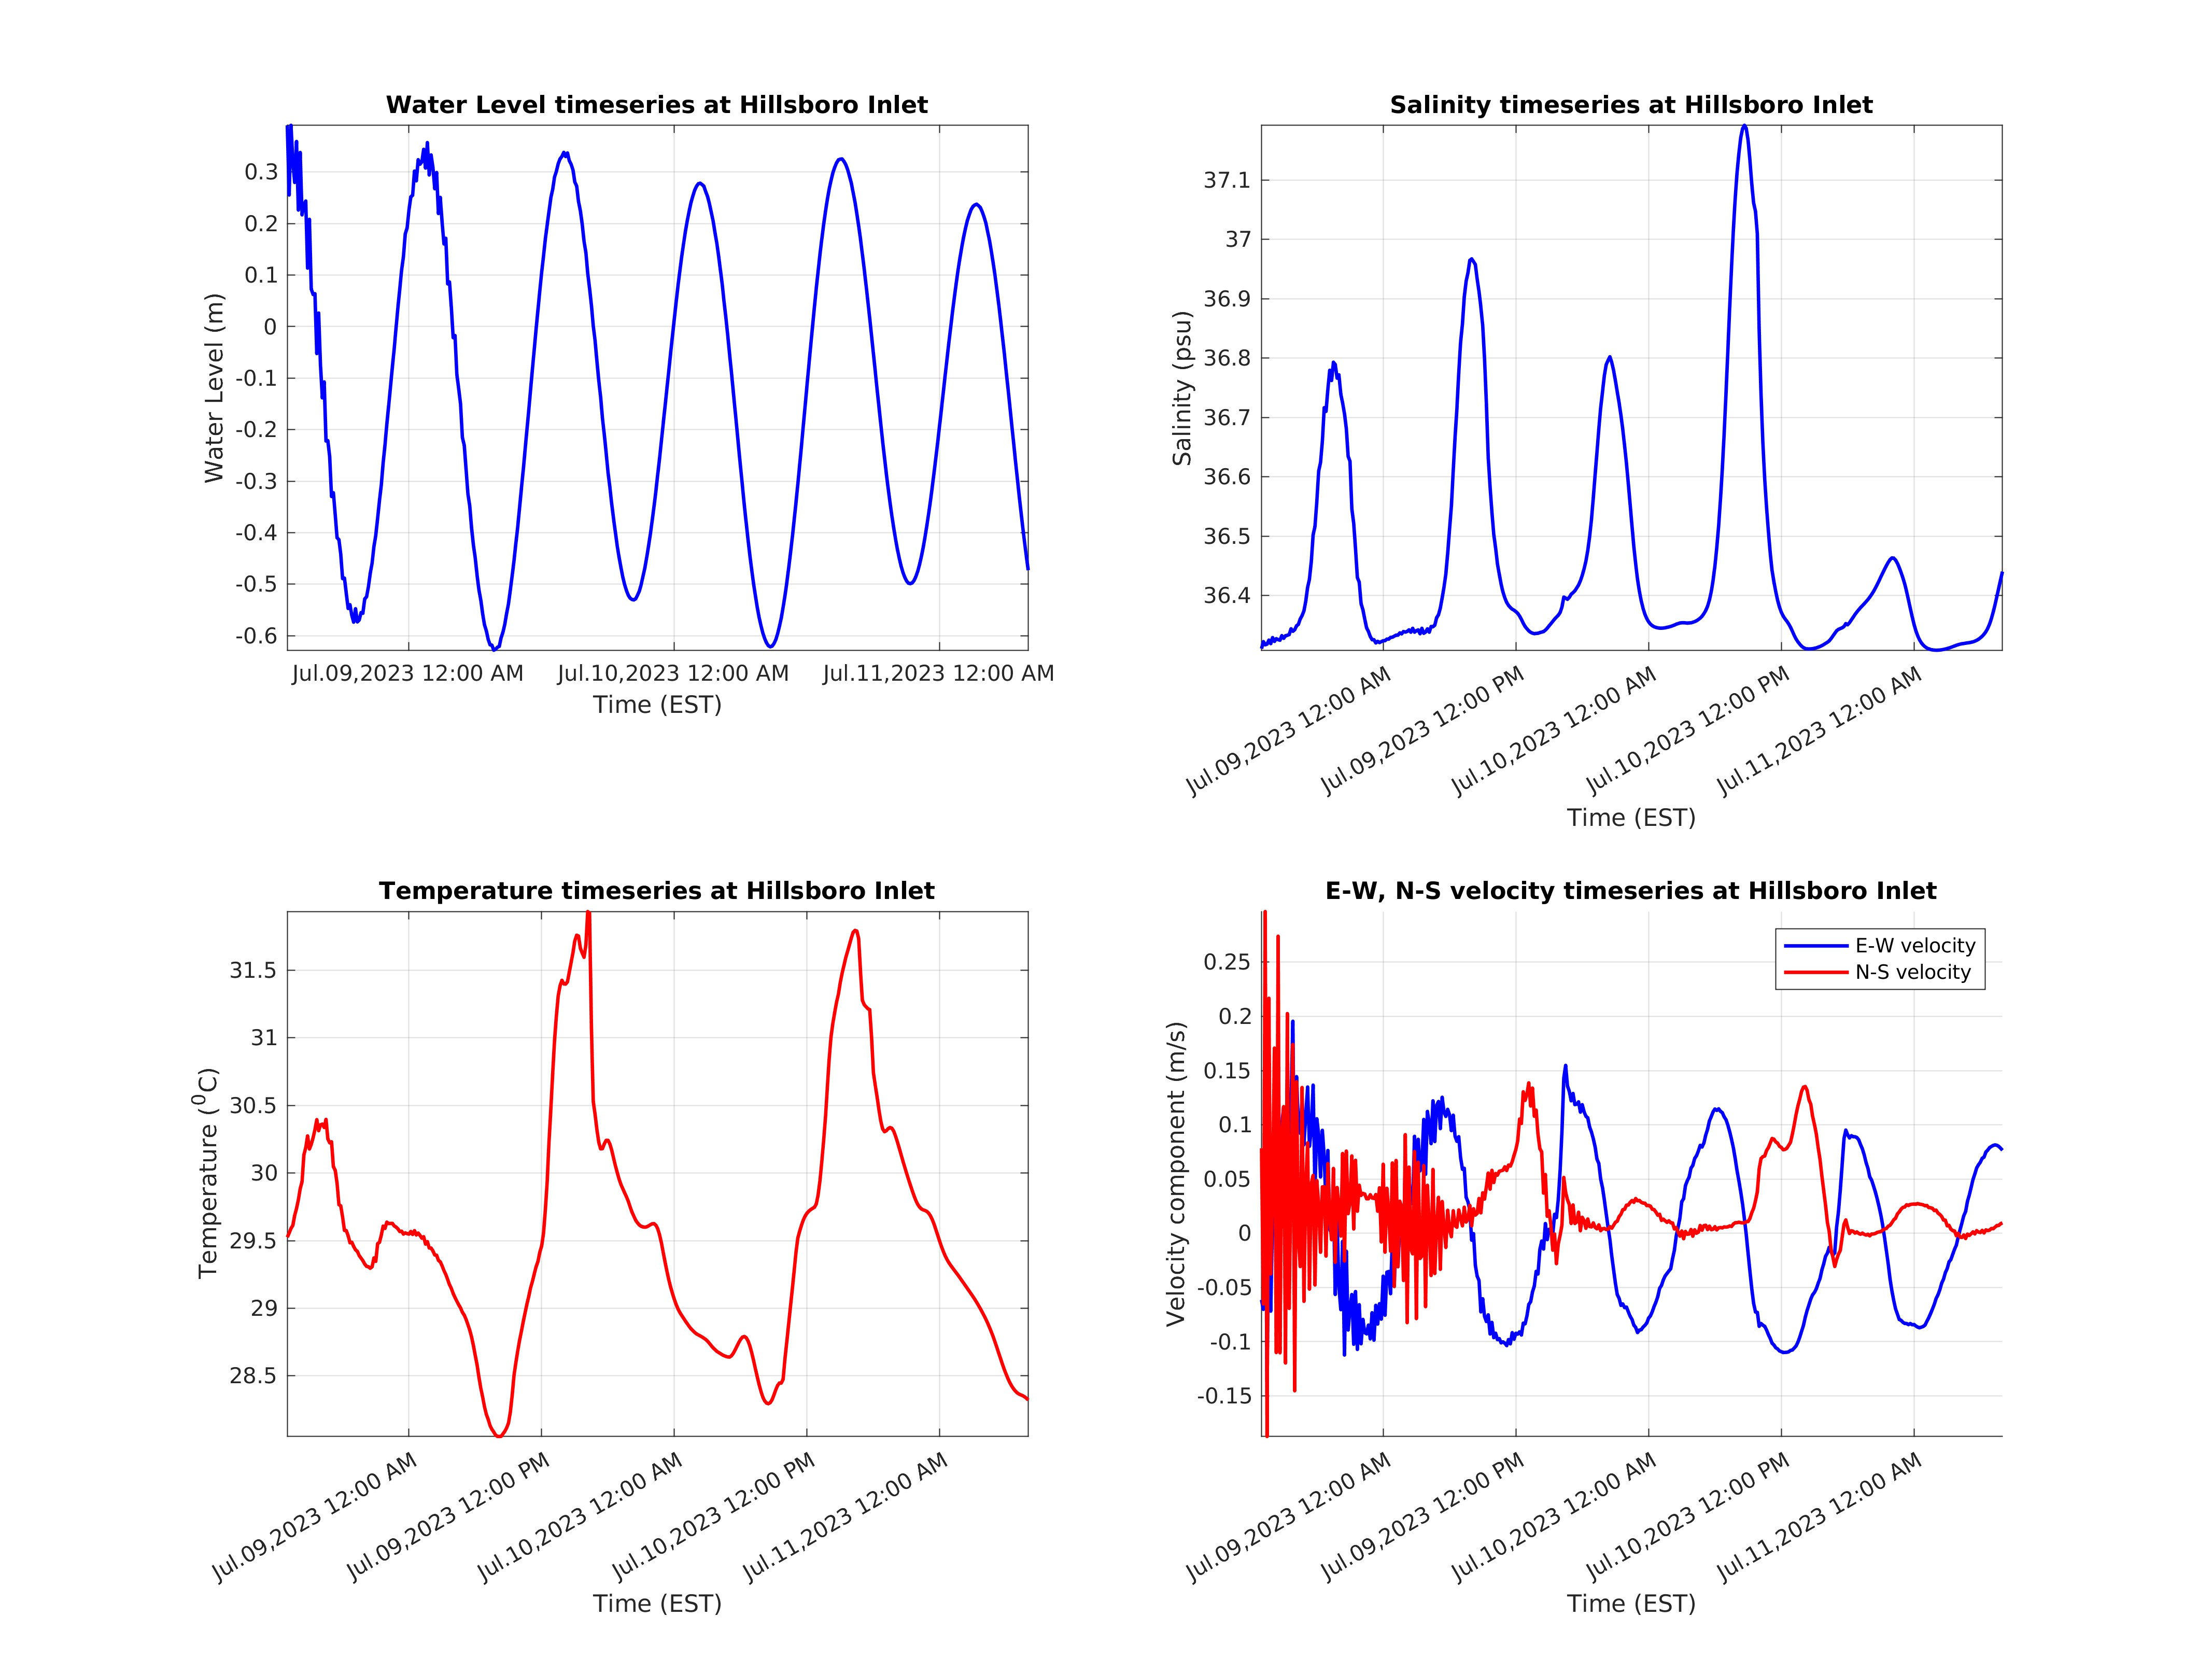 Water Level timeseries at Hillsboro Inlet
Water Level (m)
0.3
0.2
0.1
0
-0.1
-0.2
-0.3
-0.4
-0.5
-0.6
Jul.09,2023 12:00 AM
Jul.10,2023 12:00 AM
Jul.11,2023 12:00 AM
Time (EST)
Salinity timeseries at Hillsboro Inlet
Salinity (psu)
37.1
37
36.9
36.8
36.7
36.6
36.5
36.4
Jul.09,2023 12:00 AM
Jul.09,2023 12:00 PM
Jul.10,2023 12:00 AM
Jul.10,2023 12:00 PM
Jul.11,2023 12:00 AM
Time (EST)
Temperature timeseries at Hillsboro Inlet
Temperature (⁰C)
31.5
31
30.5
30
29.5
29
28.5
Jul.09,2023 12:00 AM
Jul.09,2023 12:00 PM
Jul.10,2023 12:00 AM
Jul.10,2023 12:00 PM
Jul.11,2023 12:00 AM
Time (EST)
E-W, N-S velocity timeseries at Hillsboro Inlet
E-W velocity
N-S velocity
Velocity component (m/s)
0.25
0.2
0.15
0.1
0.05
0
-0.05
-0.1
-0.15
Jul.09,2023 12:00 AM
Jul.09,2023 12:00 PM
Jul.10,2023 12:00 AM
Jul.10,2023 12:00 PM
Jul.11,2023 12:00 AM
Time (EST)